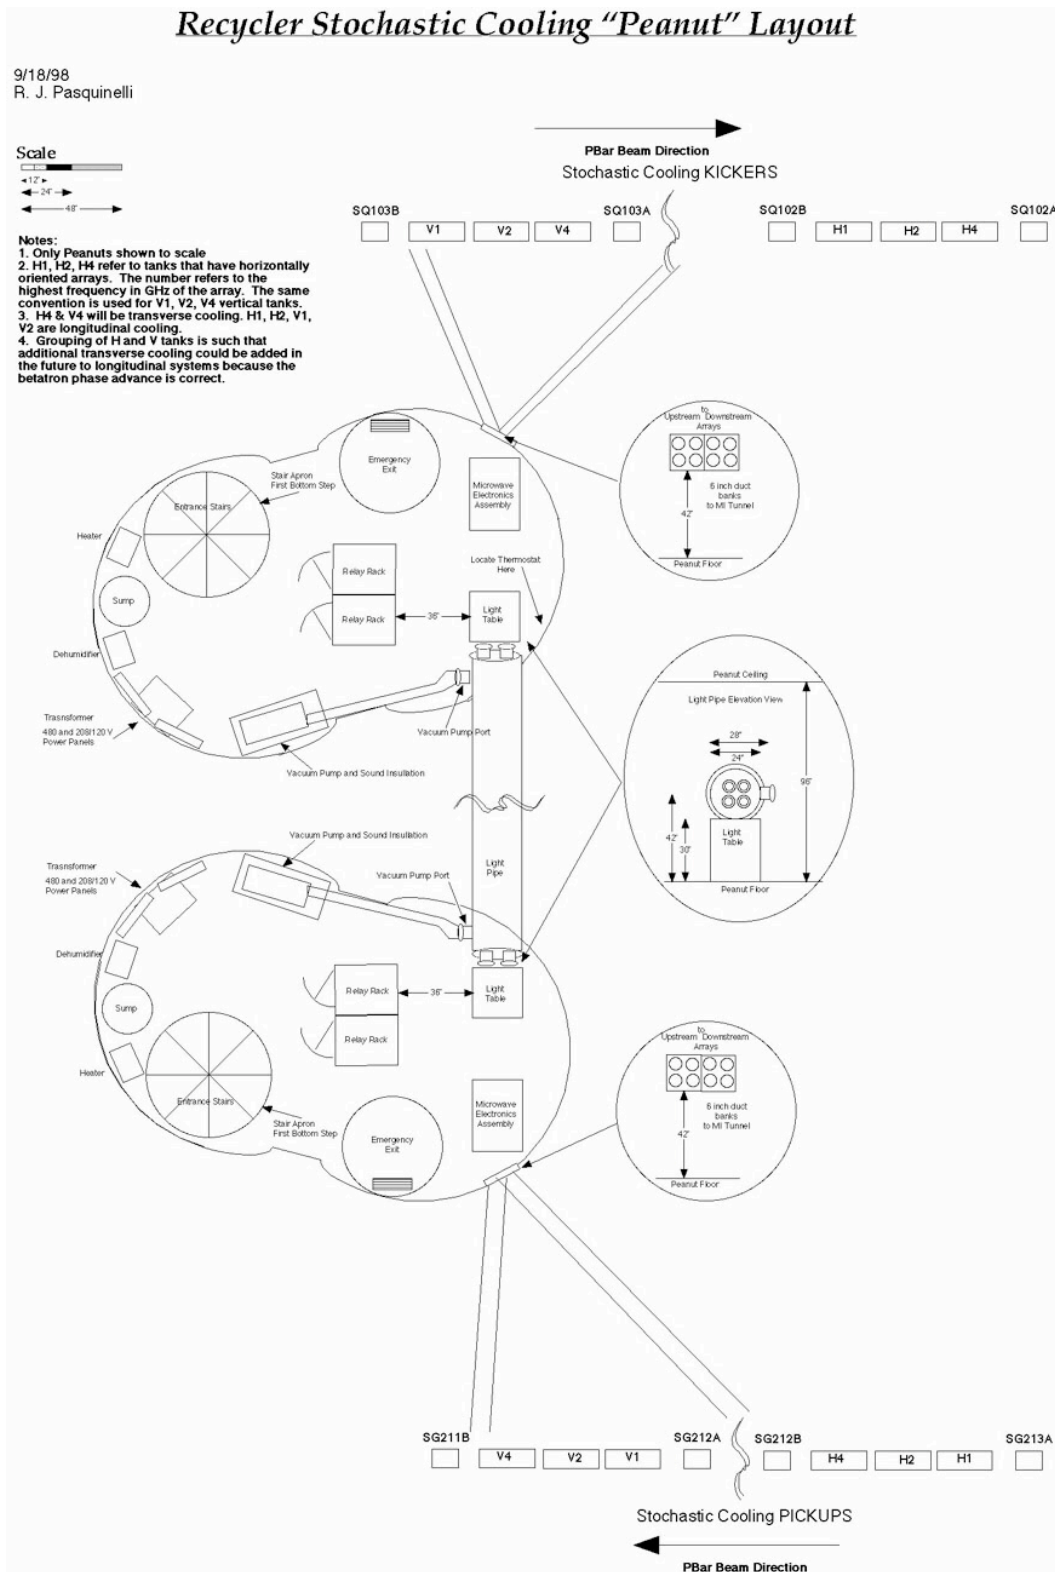 Recycler Stochastic Cooling “Peanut” Layout
9/18/98
R. J. Pasquinelli
Scale
12"
24"
48"
Notes:
1. Only Peanuts shown to scale
2. H1, H2, H4 refer to tanks that have horizontally
oriented arrays. The number refers to the
highest frequency in GHz of the array. The same
convention is used for V1, V2, V4 vertical tanks.
3. H4 & V4 will be transverse cooling. H1, H2, V1,
V2 are longitudinal cooling.
4. Grouping of H and V tanks is such that
additional transverse cooling could be added in
the future to longitudinal systems because the
betatron phase advance is correct.
PBar Beam Direction
Stochastic Cooling KICKERS
SQ103B
V1
V2
V4
SQ103A
SQ102B
H1
H2
H4
SQ102A
to
Upstream Downstream
Arrays
6 inch duct
banks
to MI Tunnel
42"
Peanut Floor
Emergency
Exit
Stair Apron
First Bottom Step
Entrance Stairs
Microwave
Electronics
Assembly
Heater
Locate Thermostat
Here
Relay Rack
Sump
36"
Light
Table
Relay Rack
Dehumidifier
Trasnsformer
480 and 208/120 V
Power Panels
Vacuum Pump Port
Vacuum Pump and Sound Insulation
Peanut Ceiling
Light Pipe Elevation View
28"
24"
98"
42"
30"
Light
Table
Peanut Floor
Vacuum Pump and Sound Insulation
Light
Pipe
Trasnsformer
480 and 208/120 V
Power Panels
Vacuum Pump Port
Dehumidifier
Relay Rack
36"
Light
Table
Sump
Relay Rack
Heater
Entrance Stairs
Stair Apron
First Bottom Step
Emergency
Exit
Microwave
Electronics
Assembly
to
Upstream Downstream
Arrays
6 inch duct
banks
to MI Tunnel
42"
Peanut Floor
SG211B
V4
V2
V1
SG212A
SG212B
H4
H2
H1
SG213A
Stochastic Cooling PICKUPS
PBar Beam Direction